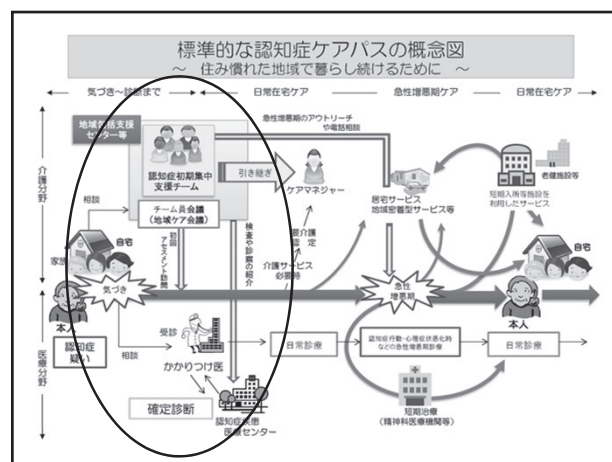 標準的な認知症ケアパスの概念図
～ 住み慣れた地域で暮らし続けるために ～
気づき～診断まで
日常在宅ケア
急性増悪期ケア
日常在宅ケア
地域包括支援
センター等
急性増悪期のアウトリーチ
や電話相談
認知症初期集中
支援チーム
引き継ぎ
ケアマネジャー
居宅サービス
地域密着型サービス等
老健施設等
短期入所等施設を
利用したサービス
介護分野
チーム員会議
(地域ケア会議)
相談
自宅
家族
初回
アセスメント訪問
検査や診察の紹介
要介護
認定
介護サービス
必要時
自宅
気づき
急性
増悪期
本人
本人
認知症
疑い
相談
受診
かかりつけ医
日常診療
認知症行動・心理症状悪化時
などの急性増悪期診療
日常診療
医療分野
確定診断
認知症疾患
医療センター
短期治療
(精神科医療機関等)